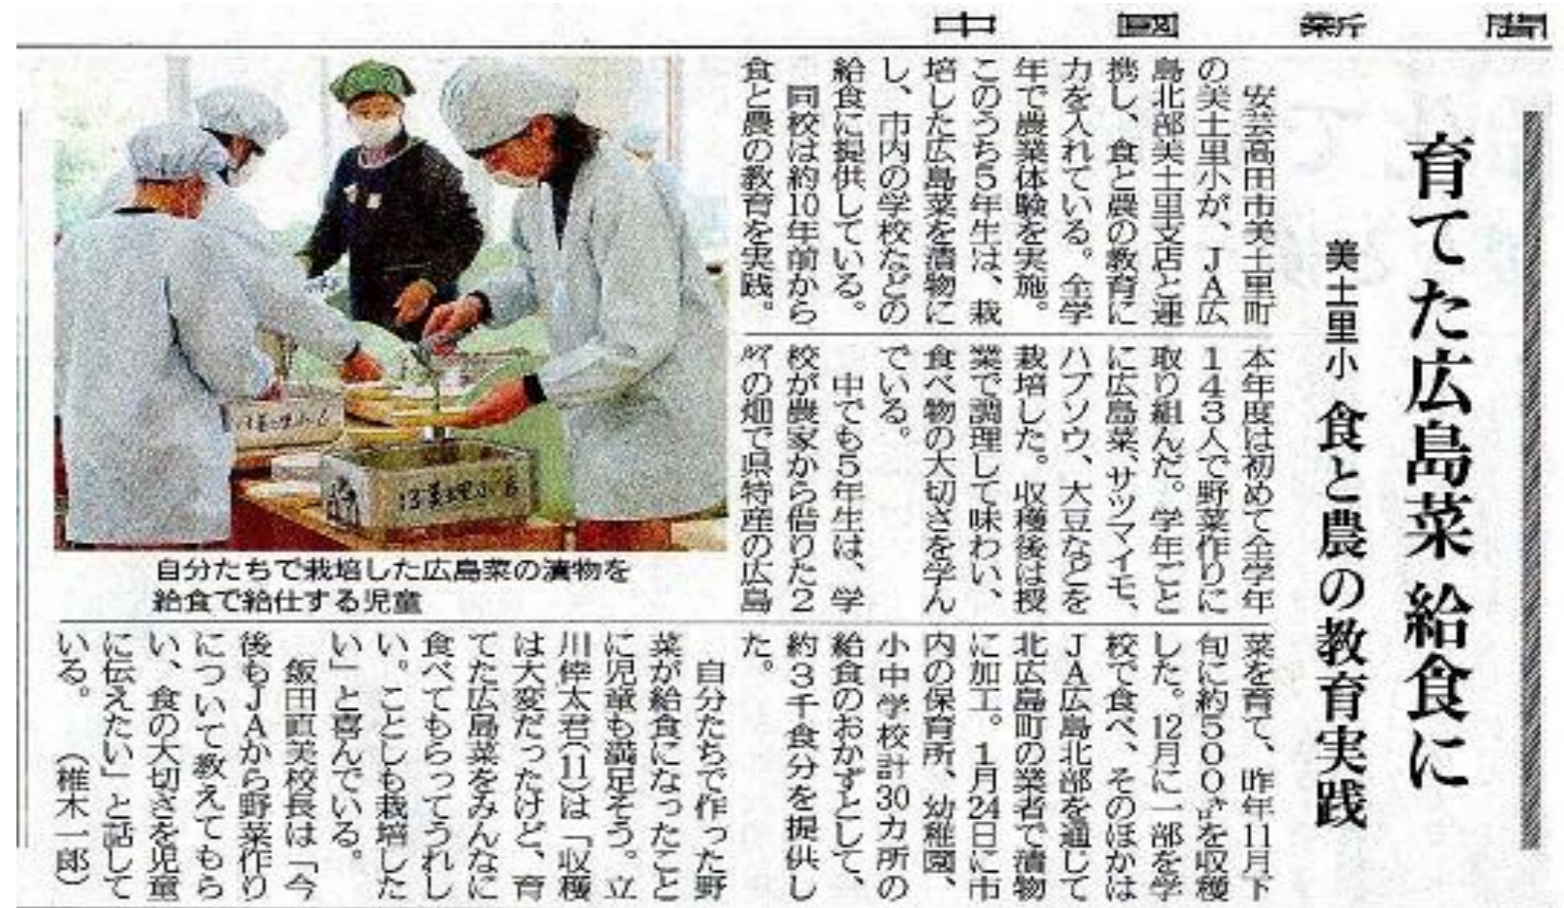 中國新聞
育てた広島菜 給食に
美土里小 食と農の教育実践
安芸高田市美土里町
の美土里小が、JA広
島北部美土里支店と連
携し、食と農の教育に
力を入れている。全学
年で農業体験を実施。
このうち5年生は、栽
培した広島菜を漬物に
し、市内の学校などの
給食に提供している。
同校は約10年前から
食と農の教育を実践。
本年度は初めて全学年
143人で野菜作りに
取り組んだ。学年ごと
に広島菜、サツマイモ、
ハブソウ、大豆などを
栽培した。収穫後は授
業で調理して味わい、
食べ物の大切さを学ん
でいる。
中でも5年生は、学
校が農家から借りた2
㌃の畑で県特産の広島
菜を育て、昨年11月下
旬に約500㌔を収穫
した。12月に一部を学
校で食べ、そのほかは
JA広島北部を通じて
北広島町の業者で漬物
に加工。1月24日に市
内の保育所、幼稚園、
小中学校計30カ所の
給食のおかずとして、
約3千食分を提供し
た。
自分たちで作った野
菜が給食になったこと
に児童も満足そう。立
川倖太君(11)は「収穫
は大変だったけど、育
てた広島菜をみんなに
食べてもらってうれし
い。ことしも栽培した
い」と喜んでいる。
飯田直美校長は「今
後もJAから野菜作り
について教えてもら
い、食の大切さを児童
に伝えたい」と話して
いる。 (椎木一郎)
自分たちで栽培した広島菜の漬物を
給食で給仕する児童